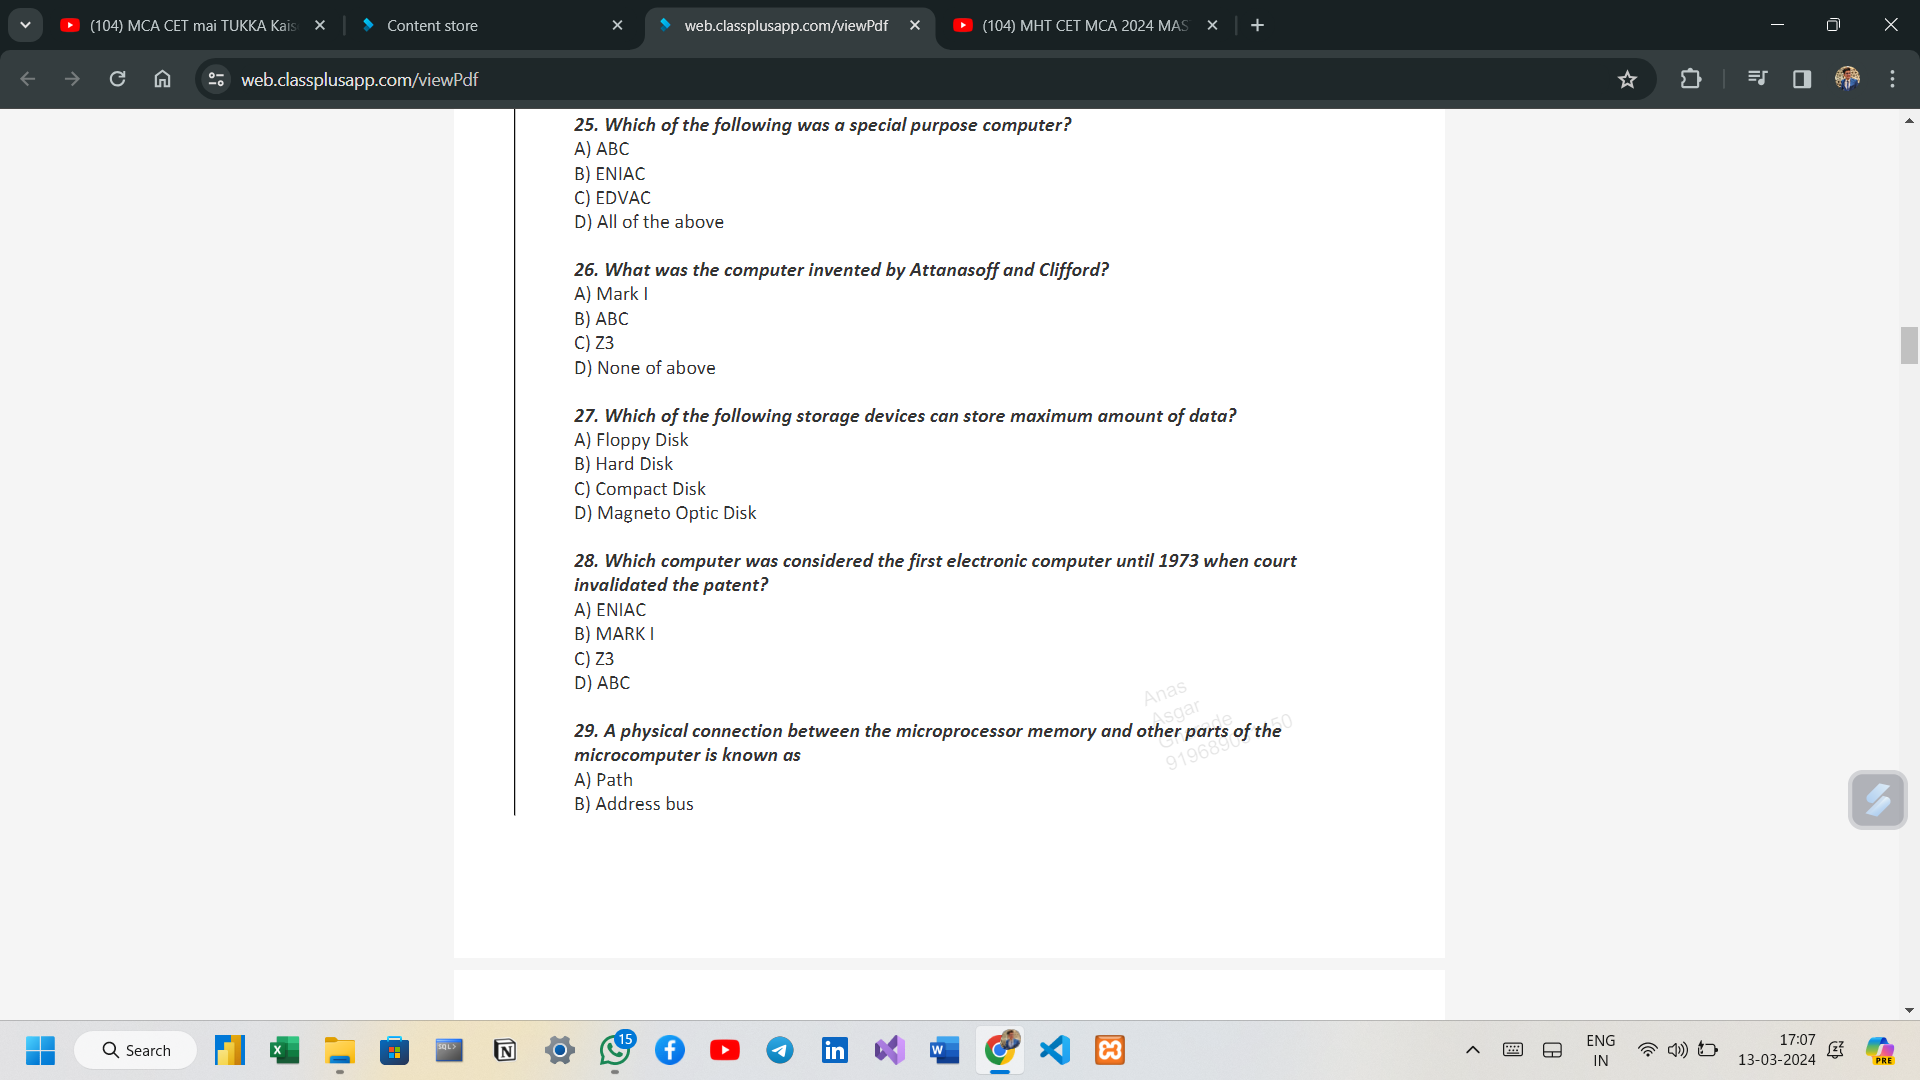 (104) MCA CET mai TUKKA Kais
Content store
web.classplusapp.com/viewPdf
(104) MHT CET MCA 2024 MAS
web.classplusapp.com/viewPdf
25. Which of the following was a special purpose computer?
A) ABC
B) ENIAC
C) EDVAC
D) All of the above
26. What was the computer invented by Attanasoff and Clifford?
A) Mark I
B) ABC
C) Z3
D) None of above
27. Which of the following storage devices can store maximum amount of data?
A) Floppy Disk
B) Hard Disk
C) Compact Disk
D) Magneto Optic Disk
28. Which computer was considered the first electronic computer until 1973 when court
invalidated the patent?
A) ENIAC
B) MARK I
C) Z3
D) ABC
Anas
Asgar
29. A physical connection between the microprocessor memory and other parts of the
microcomputer is known as
A) Path
B) Address bus
Search
SQL>
15
ENG
IN
17:07
13-03-2024
PRE